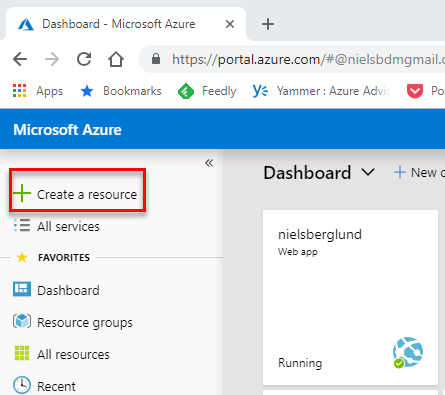 Dashboard - Microsoft Azure
https://portal.azure.com/#@nielsbdmgmail.
Apps Bookmarks Feedly Yammer : Azure Advis Po
Microsoft Azure
«
Create a resource
All services
FAVORITES
Dashboard
Resource groups
All resources
Recent
Dashboard
+ New
nielsberglund
Web app
Running